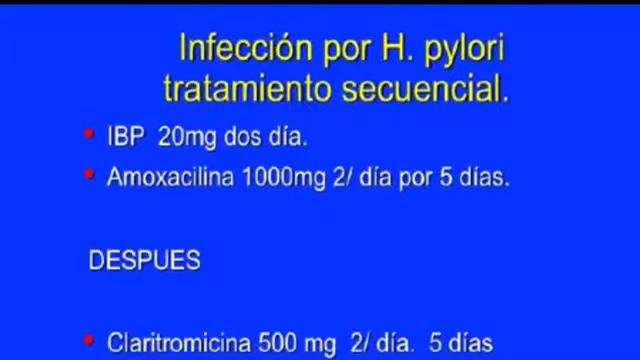 Infección por H. pylori
tratamiento secuencial.
IBP 20mg dos día.
Amoxacilina 1000mg 2/ día por 5 días.
DESPUES
Claritromicina 500 mg 2/ día. 5 días